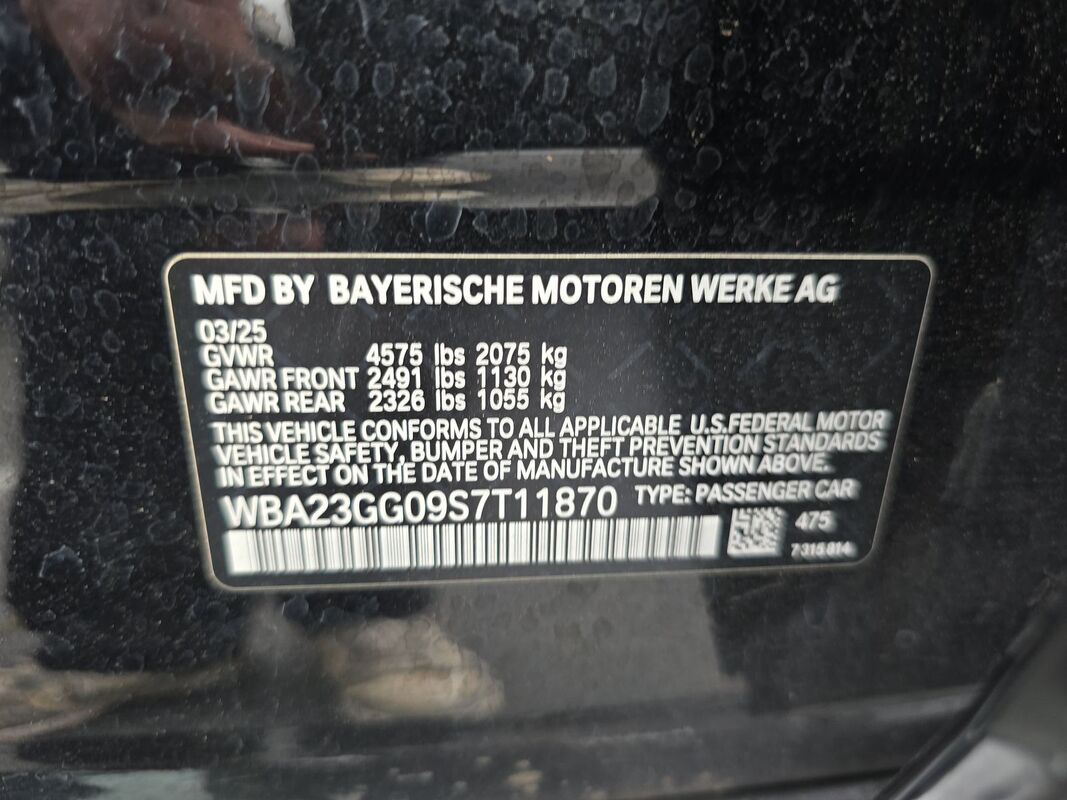 MFD BY BAYERISCHE MOTOREN WERKE AG
03/25
GVWR 4575 lbs 2075 kg
GAWR FRONT 2491 lbs 1130 kg
GAWR REAR 2326 lbs 1055 kg
THIS VEHICLE CONFORMS TO ALL APPLICABLE U.S.FEDERAL MOTOR
VEHICLE SAFETY, BUMPER AND THEFT PREVENTION STANDARDS
IN EFFECT ON THE DATE OF MANUFACTURE SHOWN ABOVE.
WBA23GG09S7T11870 TYPE: PASSENGER CAR
475
7 315 814